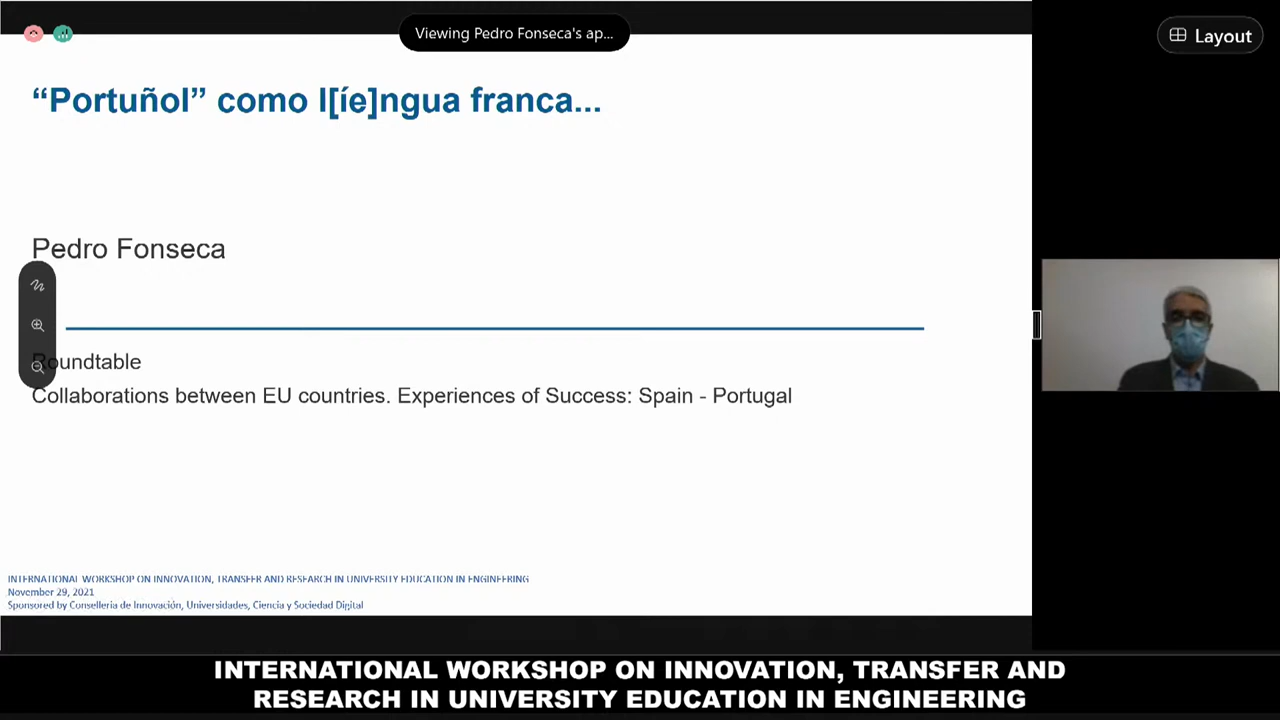 Viewing Pedro Fonseca's ap...
Layout
“Portuñol” como l[íe]ngua franca...
Pedro Fonseca
Roundtable
Collaborations between EU countries. Experiences of Success: Spain - Portugal
INTERNATIONAL WORKSHOP ON INNOVATION, TRANSFER AND RESEARCH IN UNIVERSITY EDUCATION IN ENGINEERING
November 29, 2021
Sponsored by Conselleria de Innovación, Universidades, Ciencia y Sociedad Digital
INTERNATIONAL WORKSHOP ON INNOVATION, TRANSFER AND
RESEARCH IN UNIVERSITY EDUCATION IN ENGINEERING